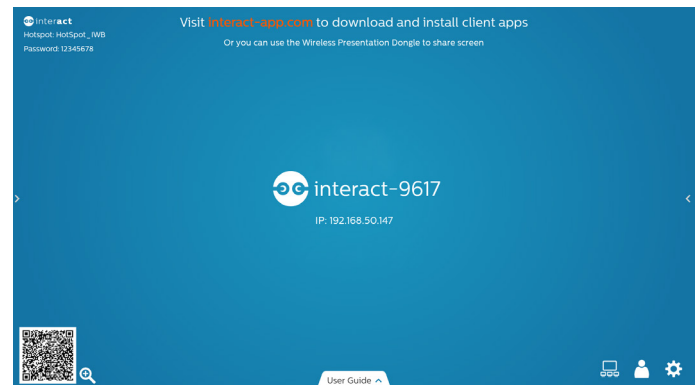 interact
Hotspot: HotSpot_IWB
Password: 12345678
Visit interact-app.com to download and install client apps
Or you can use the Wireless Presentation Dongle to share screen
interact-9617
IP: 192.168.50.147
User Guide